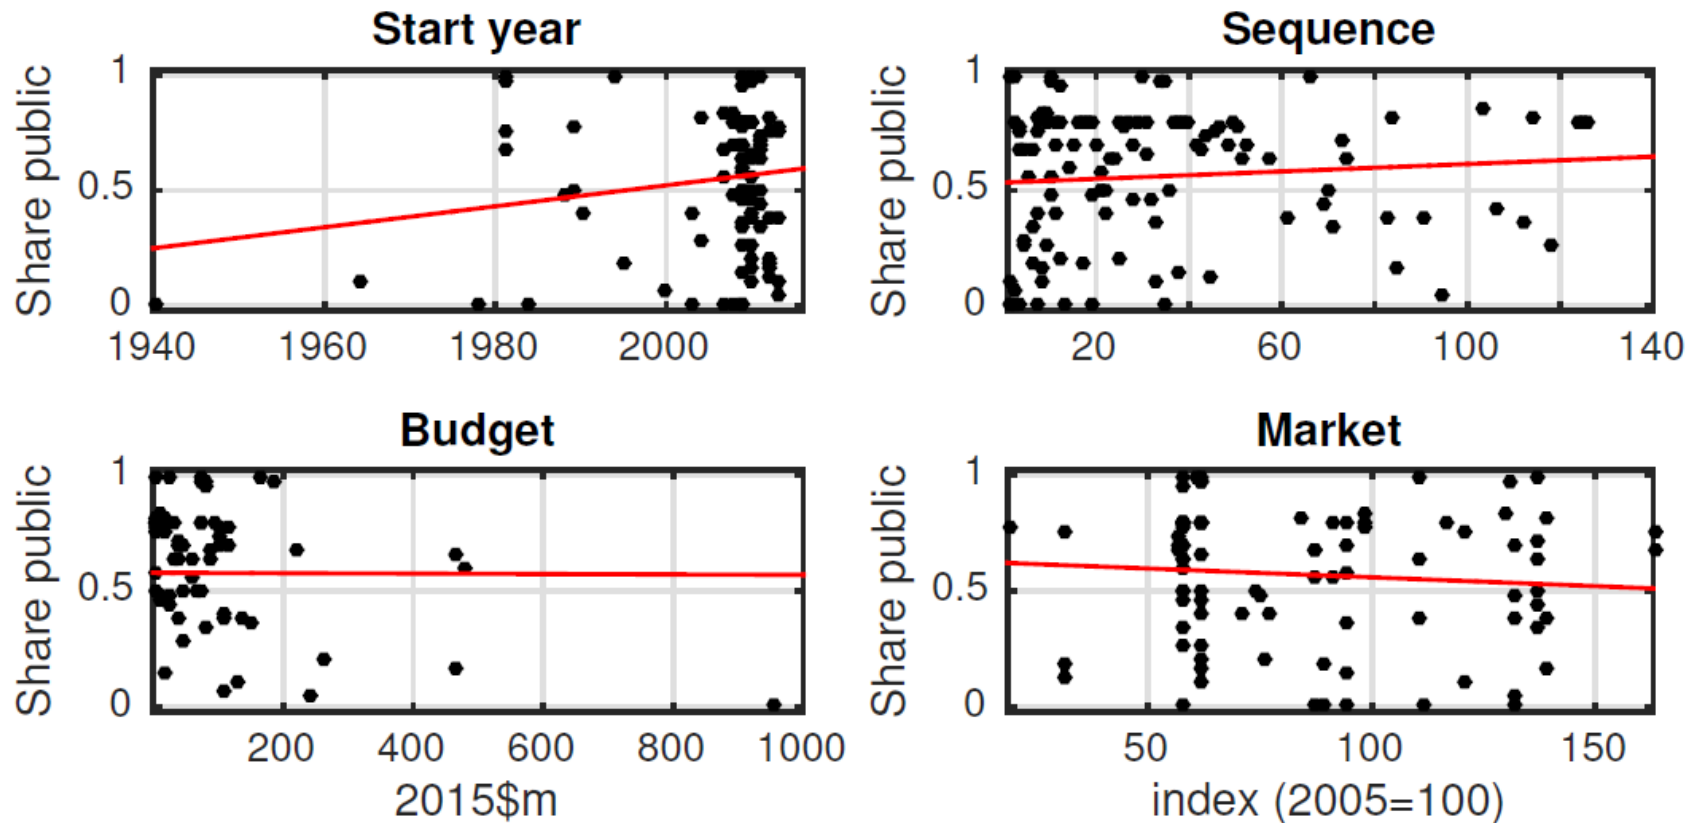 Start year
Share public
1
0.5
0
1940 1960 1980 2000
Sequence
Share public
1
0.5
0
20 60 100 140
Budget
Share public
1
0.5
0
200 400 600 800 1000
2015$m
Market
Share public
1
0.5
0
50 100 150
index (2005=100)